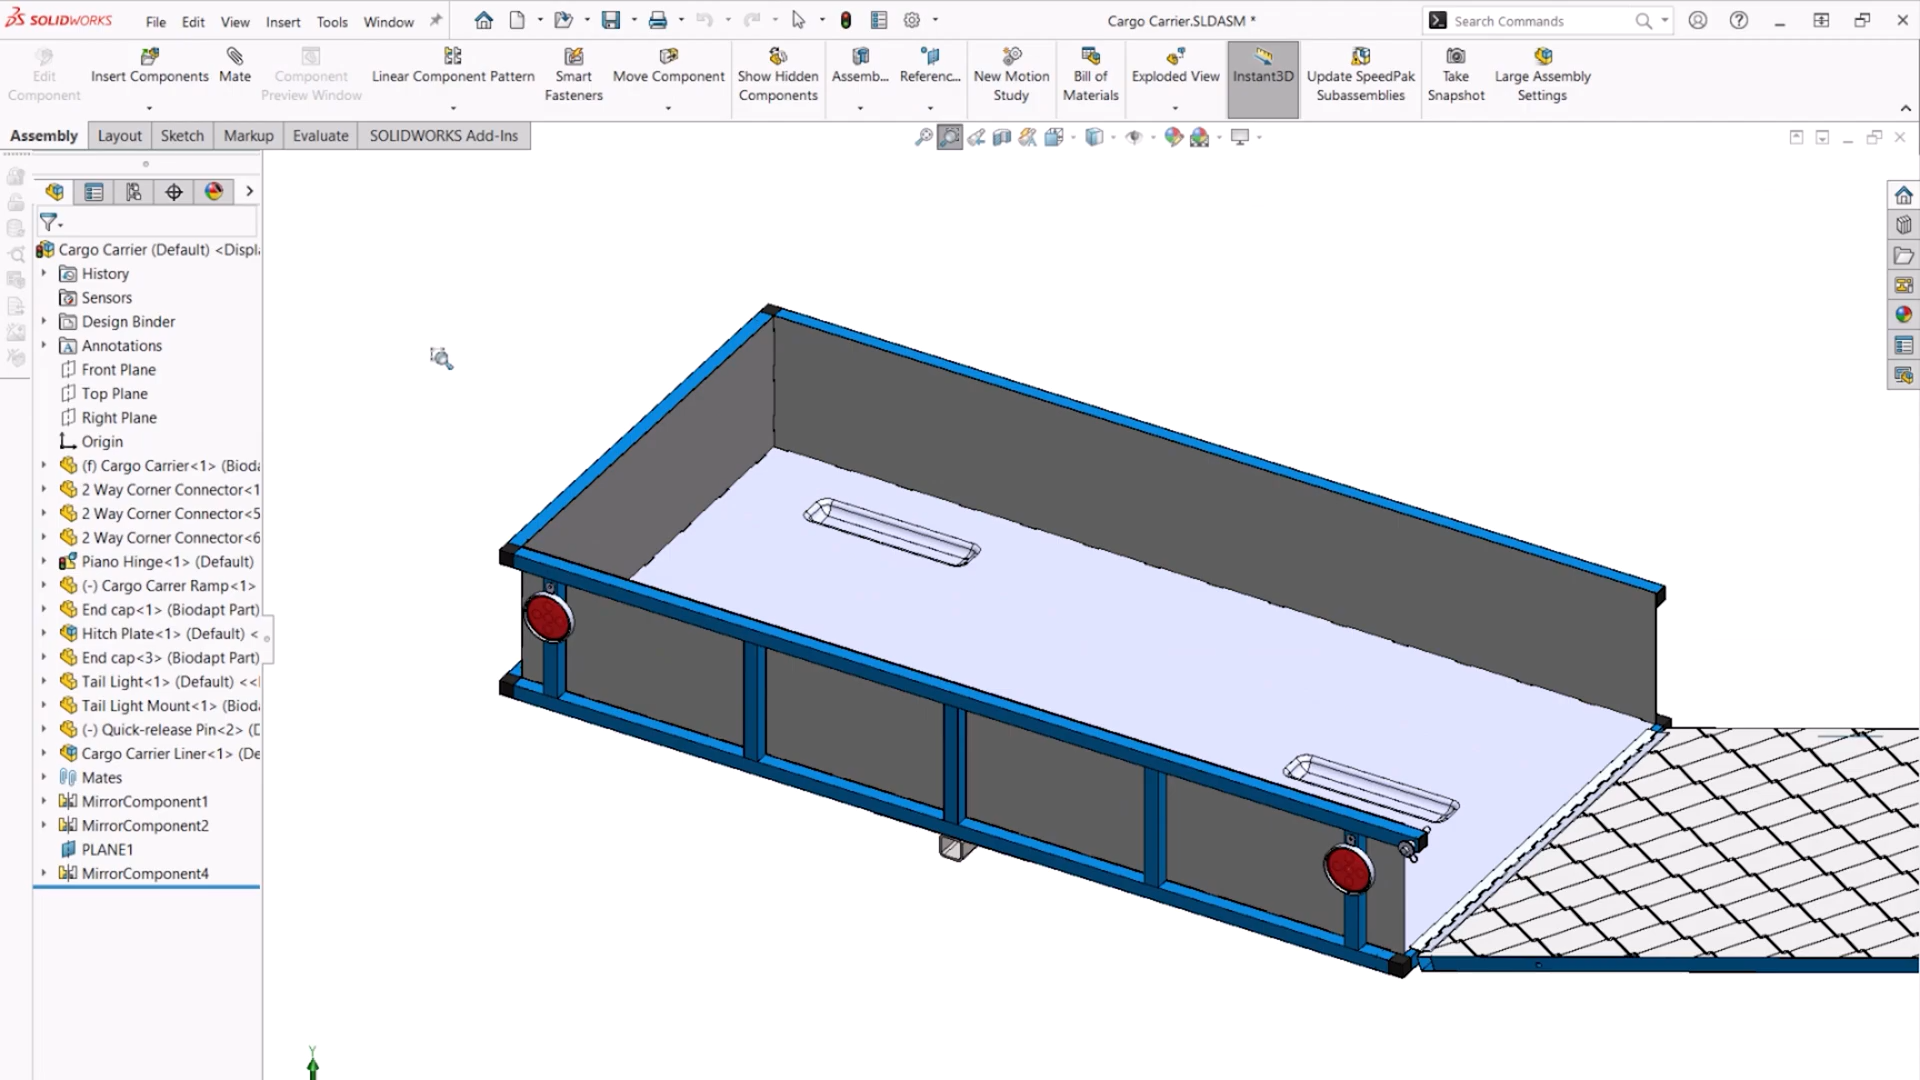 SOLIDWORKS File Edit View Insert Tools Window Cargo Carrier.SLDASM * Search Commands
Edit Component
Insert Components
Mate
Component Preview Window
Linear Component Pattern
Smart Fasteners
Move Component
Show Hidden Components
Assemb...
Referenc...
New Motion Study
Bill of Materials
Exploded View
Instant3D
Update SpeedPak Subassemblies
Take Snapshot
Large Assembly Settings
Assembly Layout Sketch Markup Evaluate SOLIDWORKS Add-Ins
Cargo Carrier (Default) <Displ
History
Sensors
Design Binder
Annotations
Front Plane
Top Plane
Right Plane
Origin
(f) Cargo Carrier<1> (Bioda
2 Way Corner Connector<1
2 Way Corner Connector<5
2 Way Corner Connector<6
Piano Hinge<1> (Default)
(-) Cargo Carrer Ramp<1>
End cap<1> (Biodapt Part)
Hitch Plate<1> (Default) <
End cap<3> (Biodapt Part)
Tail Light<1> (Default) <<
Tail Light Mount<1> (Bioda
(-) Quick-release Pin<2> (D
Cargo Carrier Liner<1> (De
Mates
MirrorComponent1
MirrorComponent2
PLANE1
MirrorComponent4
Y